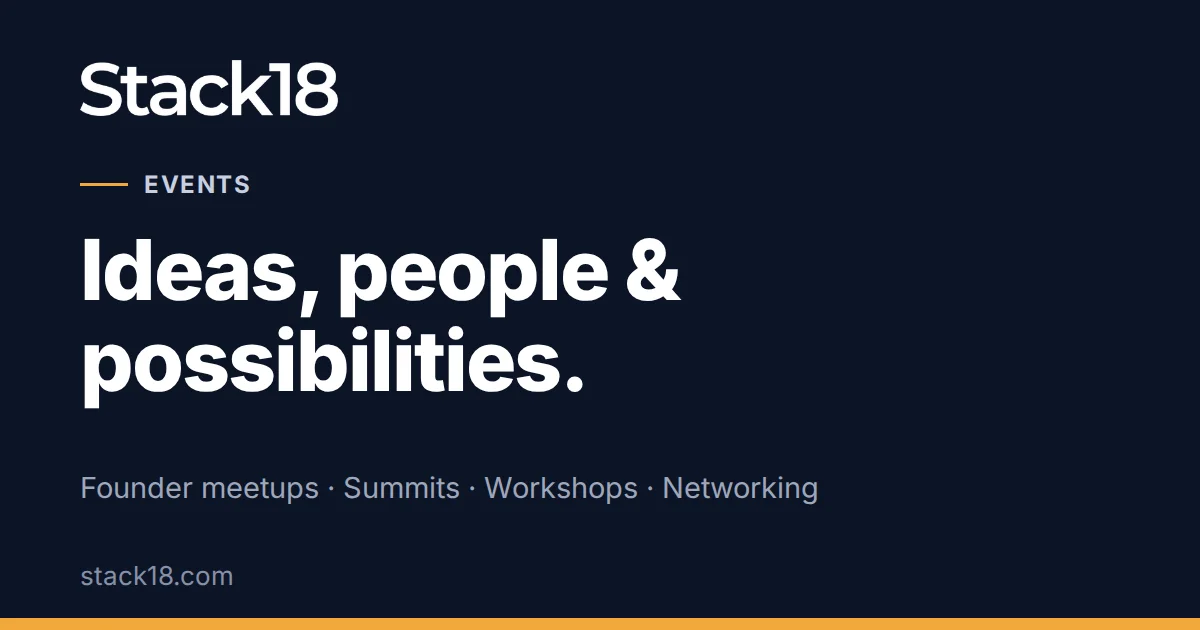 Stack18
EVENTS
Ideas, people &
possibilities.
Founder meetups · Summits · Workshops · Networking
stack18.com